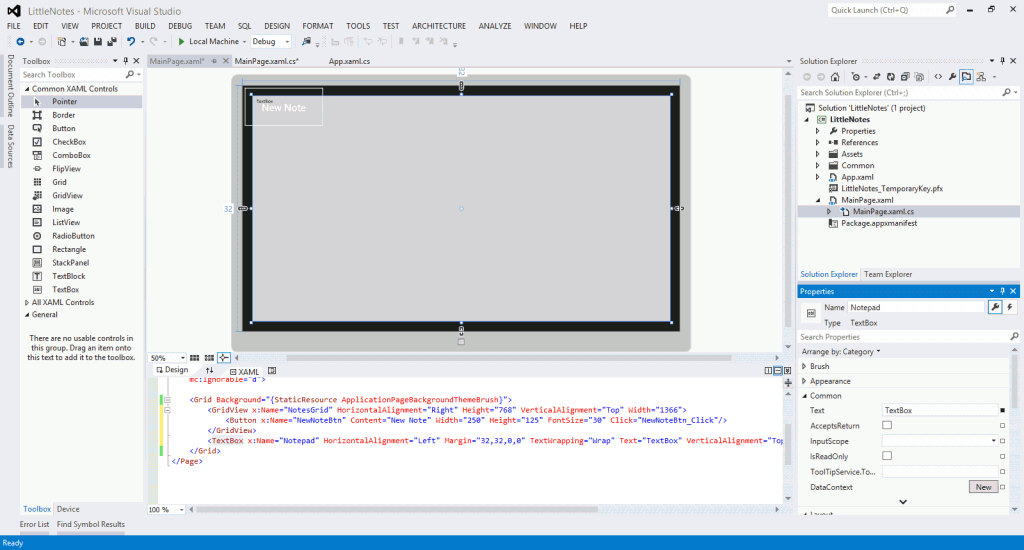 LittleNotes - Microsoft Visual Studio
Quick Launch (Ctrl+Q)
FILE EDIT VIEW PROJECT BUILD DEBUG TEAM SQL DESIGN FORMAT TOOLS TEST ARCHITECTURE ANALYZE WINDOW HELP
Local Machine Debug
Document Outline
Data Sources
Toolbox
Search Toolbox
Common XAML Controls
Pointer
Border
Button
CheckBox
ComboBox
FlipView
Grid
GridView
Image
ListView
RadioButton
Rectangle
StackPanel
TextBlock
TextBox
All XAML Controls
General
There are no usable controls in
this group. Drag an item onto
this text to add it to the toolbox.
Toolbox Device
Error List Find Symbol Results
Ready
MainPage.xaml* MainPage.xaml.cs* App.xaml.cs
32
TextBox
New Note
32
50%
Design XAML
mc:Ignorable="d">
<Grid Background="{StaticResource ApplicationPageBackgroundThemeBrush}">
<GridView x:Name="NotesGrid" HorizontalAlignment="Right" Height="768" VerticalAlignment="Top" Width="1366">
<Button x:Name="NewNoteBtn" Content="New Note" Width="250" Height="125" FontSize="30" Click="NewNoteBtn_Click"/>
</GridView>
<TextBox x:Name="Notepad" HorizontalAlignment="Left" Margin="32,32,0,0" TextWrapping="Wrap" Text="TextBox" VerticalAlignment="Top
</Grid>
</Page>
100 %
Solution Explorer
Search Solution Explorer (Ctrl+;)
Solution 'LittleNotes' (1 project)
LittleNotes
Properties
References
Assets
Common
App.xaml
LittleNotes_TemporaryKey.pfx
MainPage.xaml
MainPage.xaml.cs
Package.appxmanifest
Solution Explorer Team Explorer
Properties
Name Notepad
Type TextBox
Search Properties
Arrange by: Category
Brush
Appearance
Common
Text TextBox
AcceptsReturn
InputScope
IsReadOnly
ToolTipService.To...
DataContext New
Layout